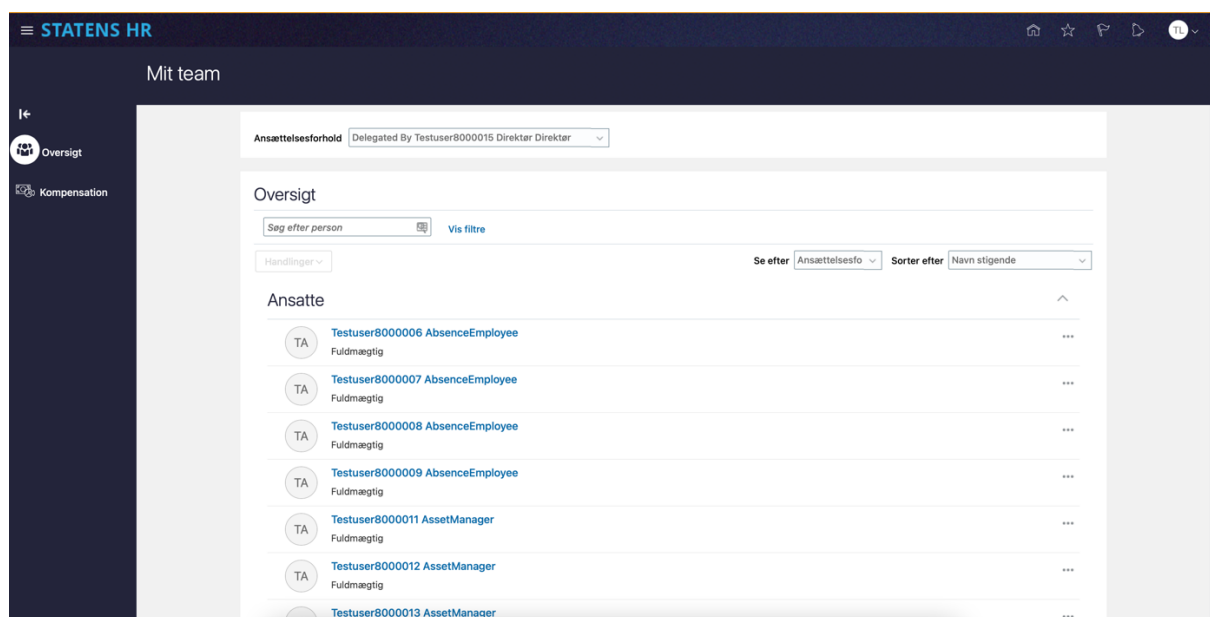 STATENS HR
TL
Mit team
Oversigt
Kompensation
Ansættelsesforhold Delegated By Testuser8000015 Direktør Direktør
Oversigt
Søg efter person Vis filtre
Handlinger Se efter Ansættelsesfo Sorter efter Navn stigende
Ansatte
TA Testuser8000006 AbsenceEmployee
Fuldmægtig
TA Testuser8000007 AbsenceEmployee
Fuldmægtig
TA Testuser8000008 AbsenceEmployee
Fuldmægtig
TA Testuser8000009 AbsenceEmployee
Fuldmægtig
TA Testuser8000011 AssetManager
Fuldmægtig
TA Testuser8000012 AssetManager
Fuldmægtig
Testuser8000013 AssetManager